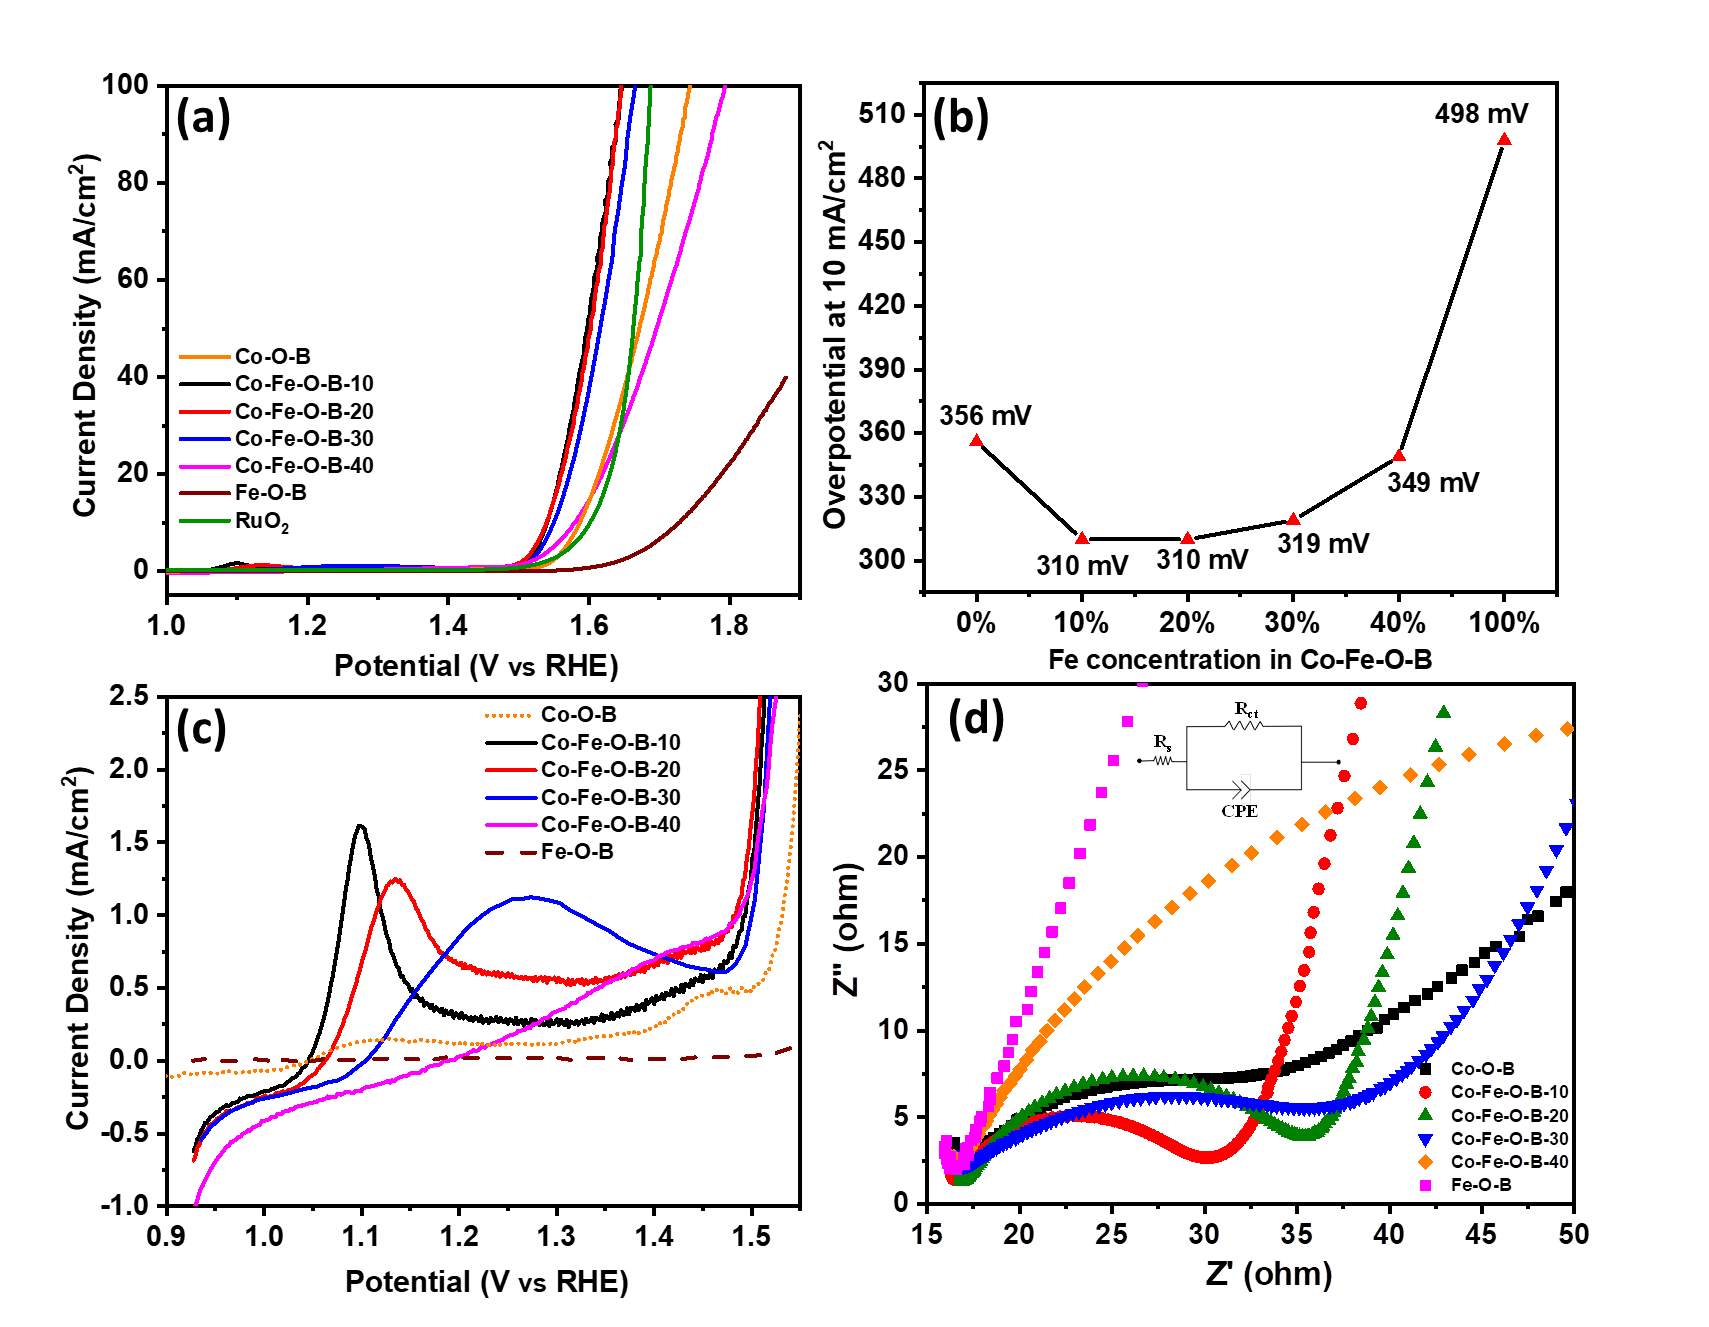 (a)
100
80
60
40
20
0
Current Density (mA/cm2)
Co-O-B
Co-Fe-O-B-10
Co-Fe-O-B-20
Co-Fe-O-B-30
Co-Fe-O-B-40
Fe-O-B
RuO2
1.0 1.2 1.4 1.6 1.8
Potential (V vs RHE)
(b)
510
480
450
420
390
360
330
300
Overpotential at 10 mA/cm2
356 mV
310 mV
310 mV
319 mV
349 mV
498 mV
0% 10% 20% 30% 40% 100%
Fe concentration in Co-Fe-O-B
(c)
2.5
2.0
1.5
1.0
0.5
0.0
-0.5
-1.0
Current Density (mA/cm2)
Co-O-B
Co-Fe-O-B-10
Co-Fe-O-B-20
Co-Fe-O-B-30
Co-Fe-O-B-40
Fe-O-B
0.9 1.0 1.1 1.2 1.3 1.4 1.5
Potential (V vs RHE)
(d)
30
25
20
15
10
5
0
Z'' (ohm)
Rs
Rct
CPE
Co-O-B
Co-Fe-O-B-10
Co-Fe-O-B-20
Co-Fe-O-B-30
Co-Fe-O-B-40
Fe-O-B
15 20 25 30 35 40 45 50
Z' (ohm)